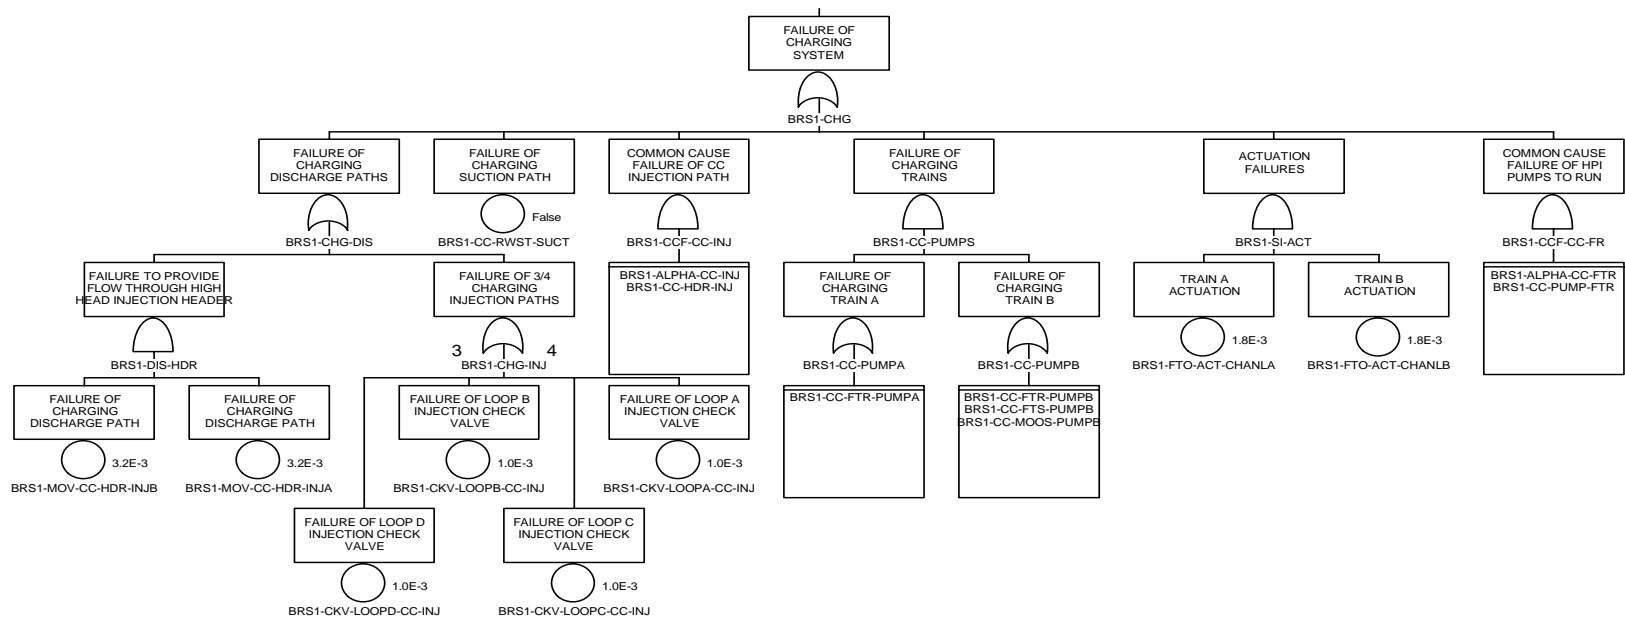 FAILURE OF
CHARGING
SYSTEM
BRS1-CHG
FAILURE OF
CHARGING
DISCHARGE PATHS
BRS1-CHG-DIS
FAILURE OF
CHARGING
SUCTION PATH
False
BRS1-CC-RWST-SUCT
COMMON CAUSE
FAILURE OF CC
INJECTION PATH
BRS1-CCF-CC-INJ
FAILURE OF
CHARGING
TRAINS
BRS1-CC-PUMPS
ACTUATION
FAILURES
BRS1-SI-ACT
COMMON CAUSE
FAILURE OF HPI
PUMPS TO RUN
BRS1-CCF-CC-FR
FAILURE TO PROVIDE
FLOW THROUGH HIGH
HEAD INJECTION HEADER
BRS1-DIS-HDR
FAILURE OF 3/4
CHARGING
INJECTION PATHS
3 4
BRS1-CHG-INJ
BRS1-ALPHA-CC-INJ
BRS1-CC-HDR-INJ
FAILURE OF
CHARGING
TRAIN A
BRS1-CC-PUMPA
FAILURE OF
CHARGING
TRAIN B
BRS1-CC-PUMPB
TRAIN A
ACTUATION
1.8E-3
BRS1-FTO-ACT-CHANLA
TRAIN B
ACTUATION
1.8E-3
BRS1-FTO-ACT-CHANLB
BRS1-ALPHA-CC-FTR
BRS1-CC-PUMP-FTR
FAILURE OF
CHARGING
DISCHARGE PATH
3.2E-3
BRS1-MOV-CC-HDR-INJB
FAILURE OF
CHARGING
DISCHARGE PATH
3.2E-3
BRS1-MOV-CC-HDR-INJA
FAILURE OF LOOP B
INJECTION CHECK
VALVE
1.0E-3
BRS1-CKV-LOOPB-CC-INJ
FAILURE OF LOOP A
INJECTION CHECK
VALVE
1.0E-3
BRS1-CKV-LOOPA-CC-INJ
BRS1-CC-FTR-PUMPA
BRS1-CC-FTR-PUMPB
BRS1-CC-FTS-PUMPB
BRS1-CC-MOOS-PUMPB
FAILURE OF LOOP D
INJECTION CHECK
VALVE
1.0E-3
BRS1-CKV-LOOPD-CC-INJ
FAILURE OF LOOP C
INJECTION CHECK
VALVE
1.0E-3
BRS1-CKV-LOOPC-CC-INJ